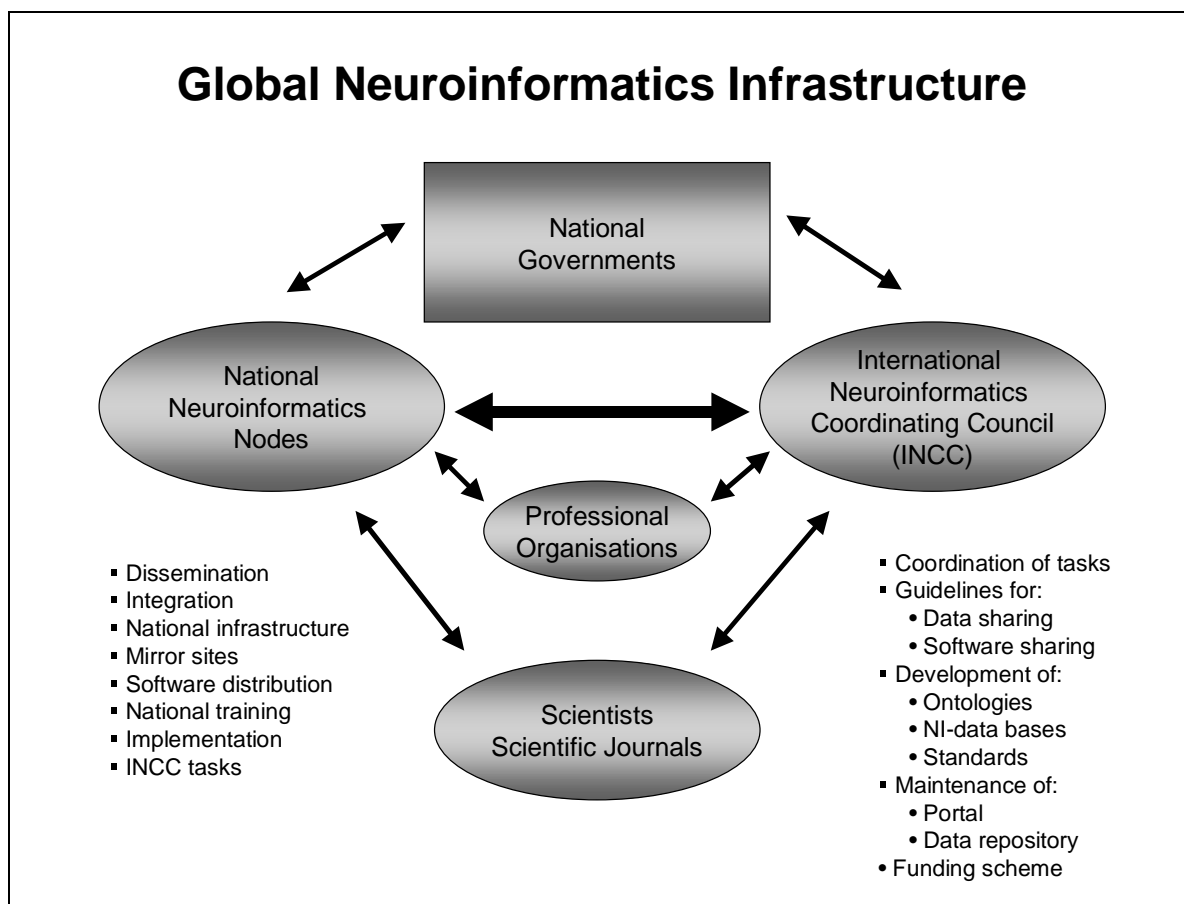 Global Neuroinformatics Infrastructure
National
Governments
National
Neuroinformatics
Nodes
International
Neuroinformatics
Coordinating Council
(INCC)
Professional
Organisations
▪ Dissemination
▪ Integration
▪ National infrastructure
▪ Mirror sites
▪ Software distribution
▪ National training
▪ Implementation
▪ INCC tasks
Scientists
Scientific Journals
▪ Coordination of tasks
▪ Guidelines for:
• Data sharing
• Software sharing
▪ Development of:
• Ontologies
• NI-data bases
• Standards
▪ Maintenance of:
• Portal
• Data repository
• Funding scheme